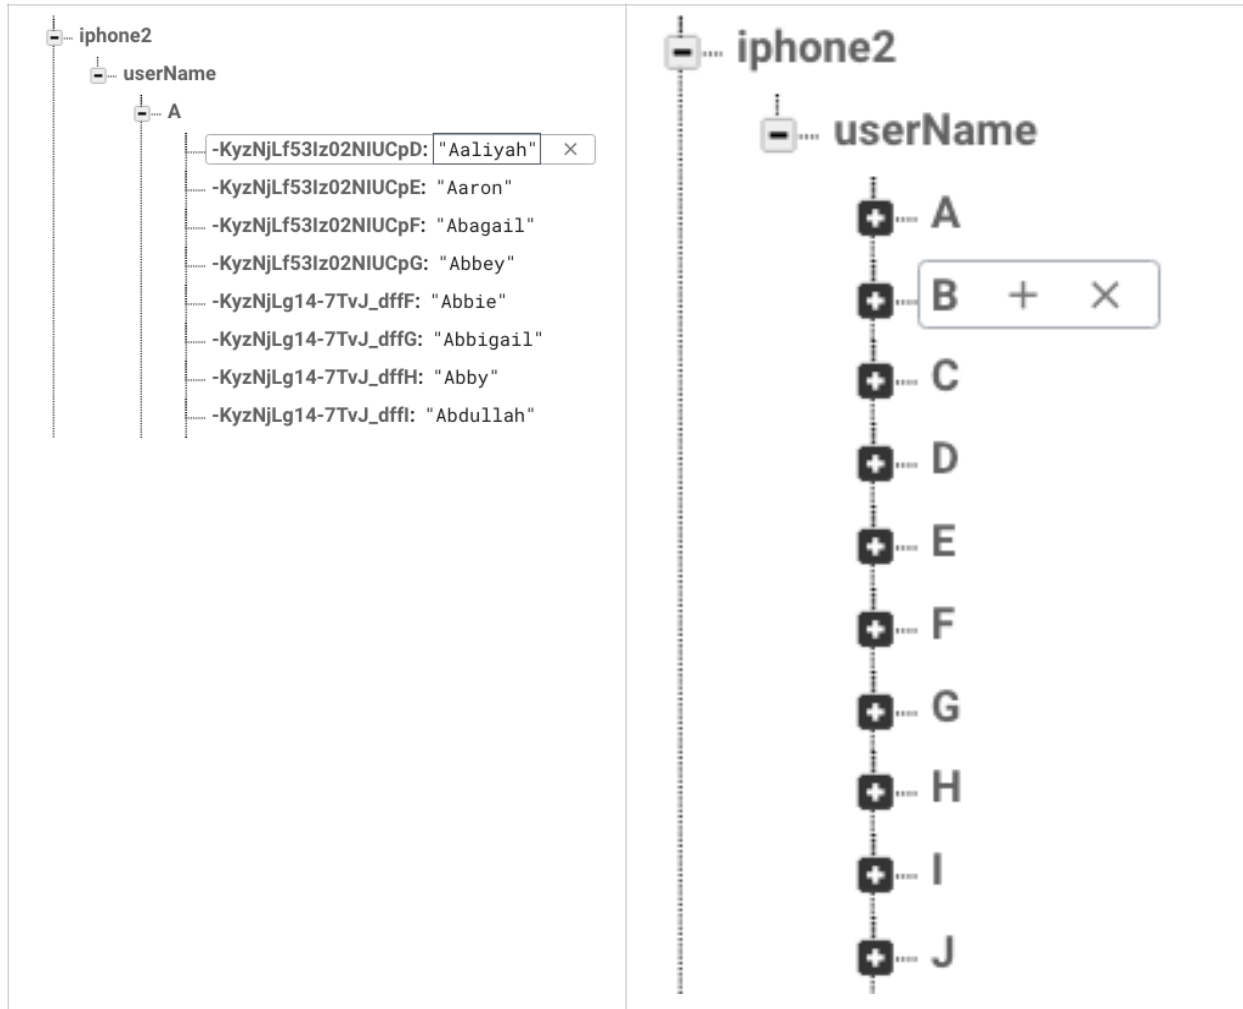 iphone2
userName
A
-KyzNjLf53Iz02NIUCpD: "Aaliyah" ×
-KyzNjLf53Iz02NIUCpE: "Aaron"
-KyzNjLf53Iz02NIUCpF: "Abagail"
-KyzNjLf53Iz02NIUCpG: "Abbey"
-KyzNjLg14-7TvJ_dffF: "Abbie"
-KyzNjLg14-7TvJ_dffG: "Abbigail"
-KyzNjLg14-7TvJ_dffH: "Abby"
-KyzNjLg14-7TvJ_dffI: "Abdullah"
iphone2
userName
A
B + ×
C
D
E
F
G
H
I
J